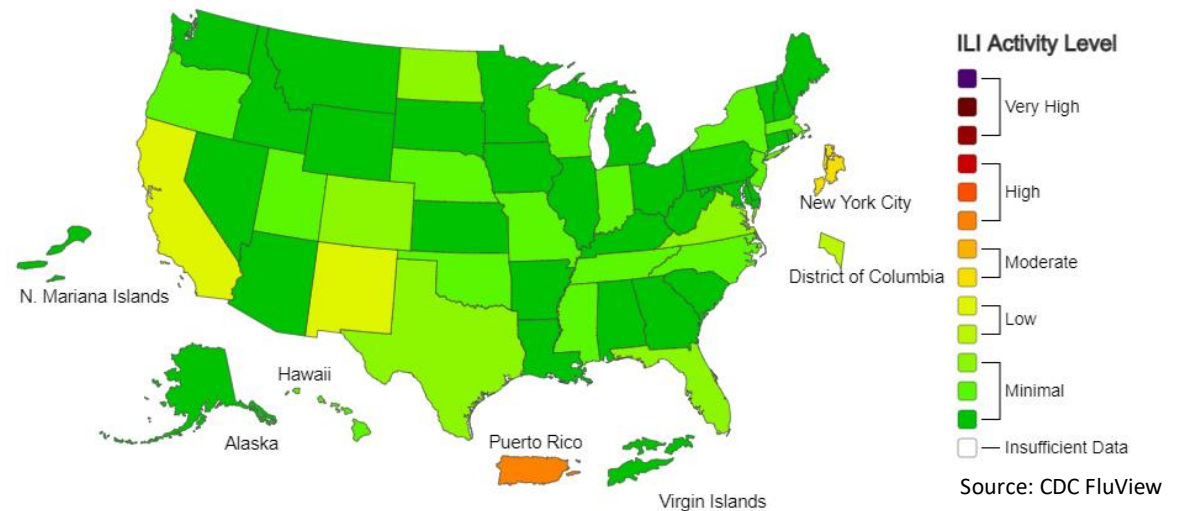 ILI Activity Level
Very High
High
Moderate
Low
Minimal
Insufficient Data
New York City
District of Columbia
N. Mariana Islands
Hawaii
Alaska
Puerto Rico
Virgin Islands
Source: CDC FluView